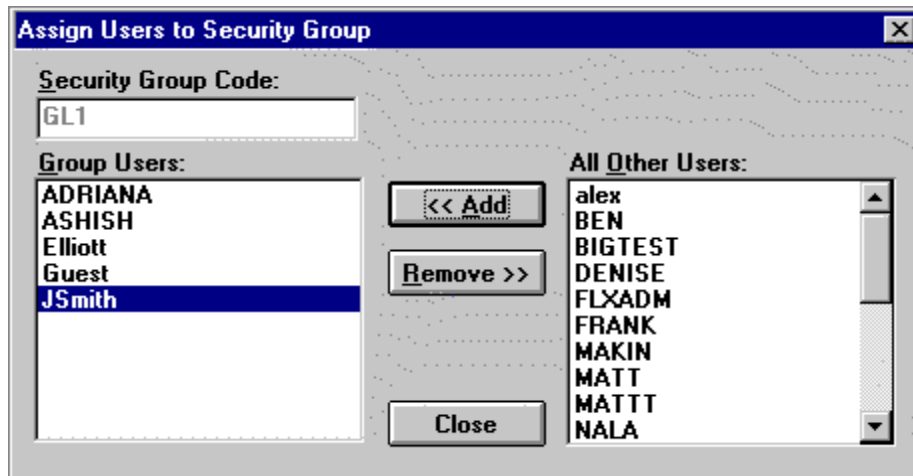 Assign Users to Security Group
Security Group Code:
GL1
Group Users:
ADRIANA
ASHISH
Elliott
Guest
JSmith
<< Add
Remove >>
Close
All Other Users:
alex
BEN
BIGTEST
DENISE
FLXADM
FRANK
MAKIN
MATT
MATTT
NALA